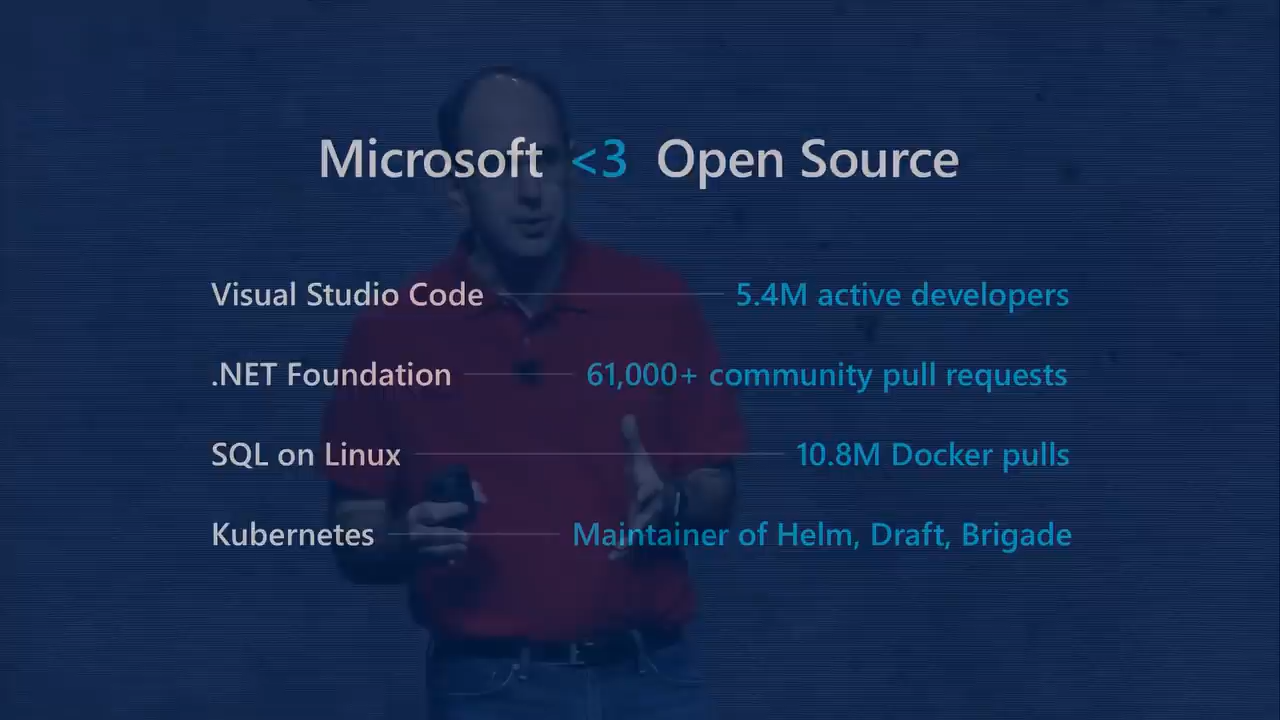 Microsoft <3 Open Source
Visual Studio Code 5.4M active developers
.NET Foundation 61,000+ community pull requests
SQL on Linux 10.8M Docker pulls
Kubernetes Maintainer of Helm, Draft, Brigade